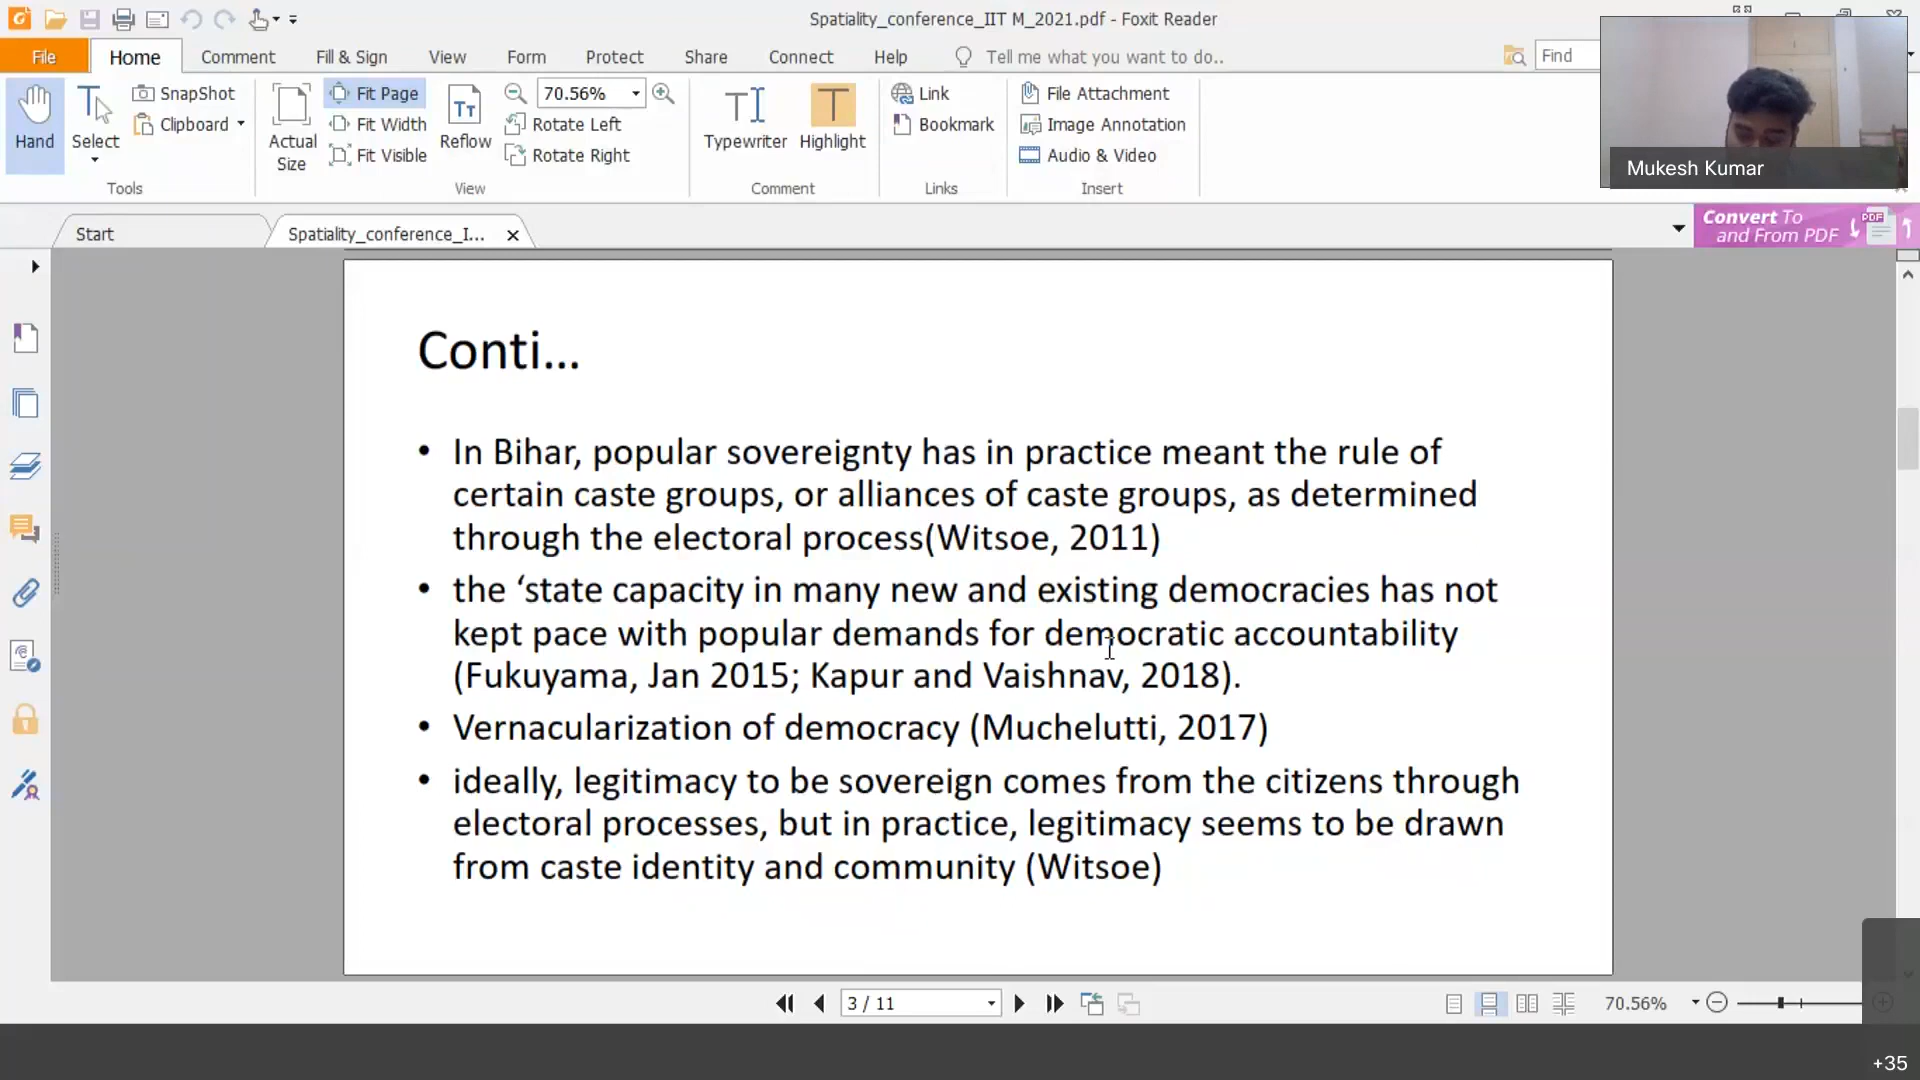 Spatiality_conference_IIT M_2021.pdf - Foxit Reader
File Home Comment Fill & Sign View Form Protect Share Connect Help Tell me what you want to do.. Find
Hand
Tools
Select
SnapShot
Clipboard
Actual
Size
Fit Page
Fit Width
Fit Visible
Reflow
70.56%
Rotate Left
Rotate Right
View
Typewriter
Highlight
Comment
Link
Bookmark
Links
File Attachment
Image Annotation
Audio & Video
Insert
Mukesh Kumar
Start
Spatiality_conference_I...
Convert To
and From PDF
PDF
Conti...
• In Bihar, popular sovereignty has in practice meant the rule of
certain caste groups, or alliances of caste groups, as determined
through the electoral process(Witsoe, 2011)
• the ‘state capacity in many new and existing democracies has not
kept pace with popular demands for democratic accountability
(Fukuyama, Jan 2015; Kapur and Vaishnav, 2018).
• Vernacularization of democracy (Muchelutti, 2017)
• ideally, legitimacy to be sovereign comes from the citizens through
electoral processes, but in practice, legitimacy seems to be drawn
from caste identity and community (Witsoe)
3 / 11
70.56%
+35